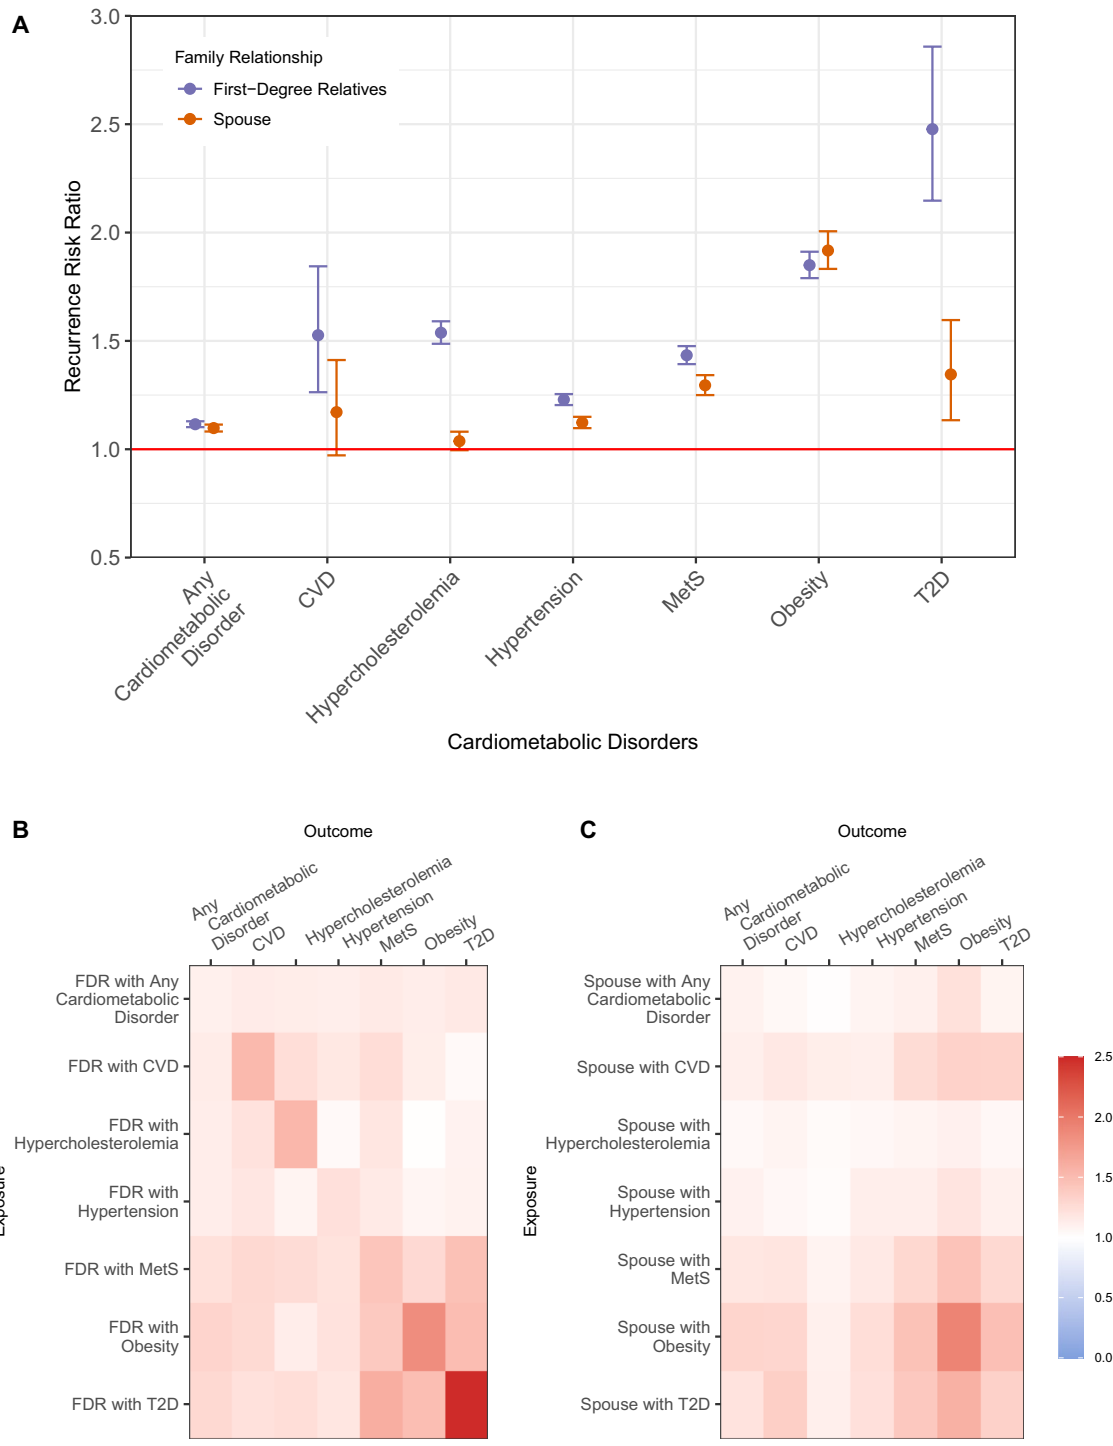 A
3.0
2.5
2.0
1.5
1.0
0.5
Recurrence Risk Ratio
Family Relationship
First−Degree Relatives
Spouse
Any
Cardiometabolic
Disorder
CVD
Hypercholesterolemia
Hypertension
MetS
Obesity
T2D
Cardiometabolic Disorders
B
Outcome
Any
Cardiometabolic
Disorder
CVD
Hypercholesterolemia
Hypertension
MetS
Obesity
T2D
Exposure
FDR with Any
Cardiometabolic
Disorder
FDR with CVD
FDR with
Hypercholesterolemia
FDR with
Hypertension
FDR with MetS
FDR with
Obesity
FDR with T2D
C
Outcome
Any
Cardiometabolic
Disorder
CVD
Hypercholesterolemia
Hypertension
MetS
Obesity
T2D
Exposure
Spouse with Any
Cardiometabolic
Disorder
Spouse with CVD
Spouse with
Hypercholesterolemia
Spouse with
Hypertension
Spouse with
MetS
Spouse with
Obesity
Spouse with T2D
2.5
2.0
1.5
1.0
0.5
0.0